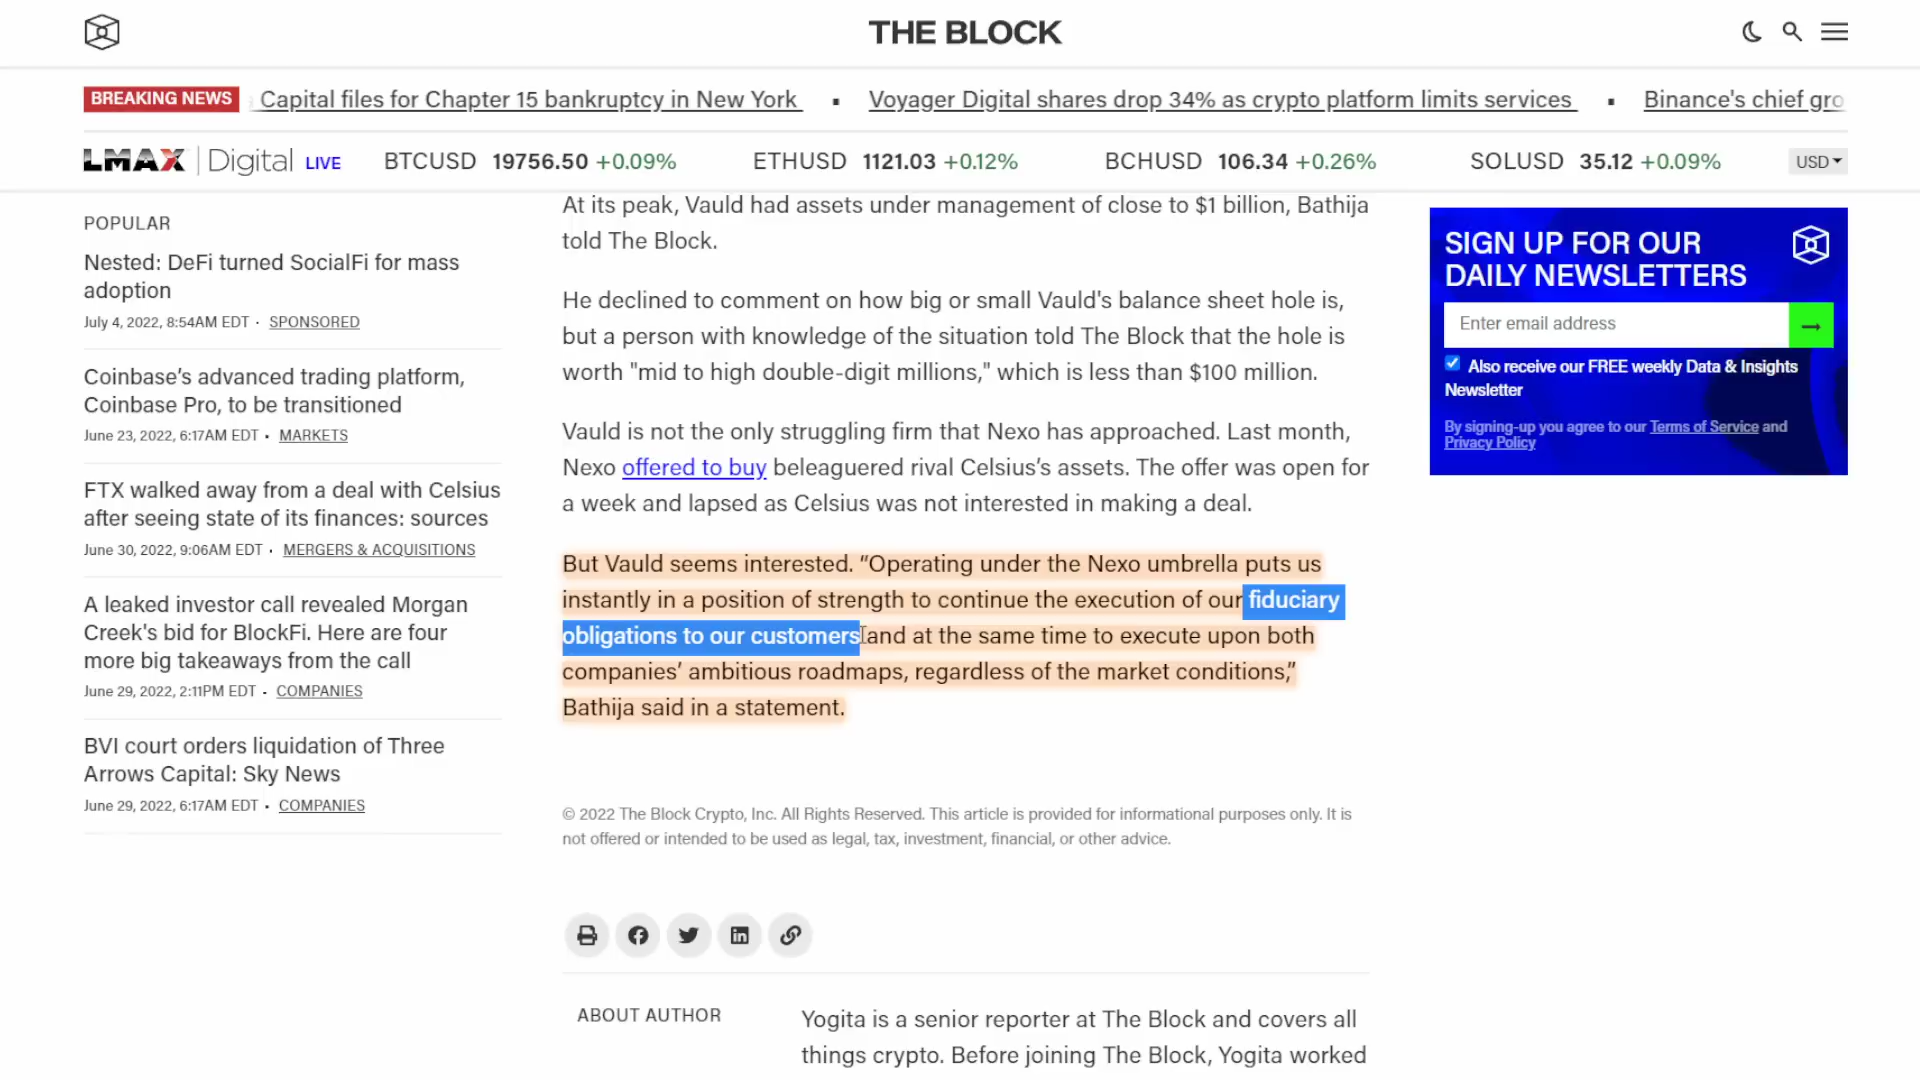 THE BLOCK
BREAKING NEWS
Capital files for Chapter 15 bankruptcy in New York ▪ Voyager Digital shares drop 34% as crypto platform limits services ▪ Binance's chief gro
LMAX Digital LIVE BTCUSD 19756.50 +0.09% ETHUSD 1121.03 +0.12% BCHUSD 106.34 +0.26% SOLUSD 35.12 +0.09% USD
POPULAR
Nested: DeFi turned SocialFi for mass
adoption
July 4, 2022, 8:54AM EDT · SPONSORED
Coinbase’s advanced trading platform,
Coinbase Pro, to be transitioned
June 23, 2022, 6:17AM EDT · MARKETS
FTX walked away from a deal with Celsius
after seeing state of its finances: sources
June 30, 2022, 9:06AM EDT · MERGERS & ACQUISITIONS
A leaked investor call revealed Morgan
Creek's bid for BlockFi. Here are four
more big takeaways from the call
June 29, 2022, 2:11PM EDT · COMPANIES
BVI court orders liquidation of Three
Arrows Capital: Sky News
June 29, 2022, 6:17AM EDT · COMPANIES
At its peak, Vauld had assets under management of close to $1 billion, Bathija
told The Block.
He declined to comment on how big or small Vauld's balance sheet hole is,
but a person with knowledge of the situation told The Block that the hole is
worth "mid to high double-digit millions," which is less than $100 million.
Vauld is not the only struggling firm that Nexo has approached. Last month,
Nexo offered to buy beleaguered rival Celsius’s assets. The offer was open for
a week and lapsed as Celsius was not interested in making a deal.
But Vauld seems interested. “Operating under the Nexo umbrella puts us
instantly in a position of strength to continue the execution of our fiduciary
obligations to our customers and at the same time to execute upon both
companies’ ambitious roadmaps, regardless of the market conditions,”
Bathija said in a statement.
© 2022 The Block Crypto, Inc. All Rights Reserved. This article is provided for informational purposes only. It is
not offered or intended to be used as legal, tax, investment, financial, or other advice.
ABOUT AUTHOR
Yogita is a senior reporter at The Block and covers all
things crypto. Before joining The Block, Yogita worked
SIGN UP FOR OUR
DAILY NEWSLETTERS
Enter email address
Also receive our FREE weekly Data & Insights
Newsletter
By signing-up you agree to our Terms of Service and
Privacy Policy